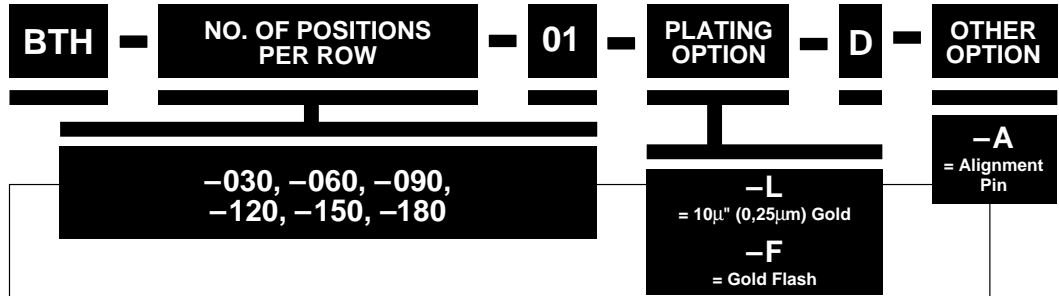 BTH – NO. OF POSITIONS PER ROW – 01 – PLATING OPTION – D – OTHER OPTION
–030, –060, –090,
–120, –150, –180
–L
= 10µ" (0,25µm) Gold
–F
= Gold Flash
–A
= Alignment
Pin